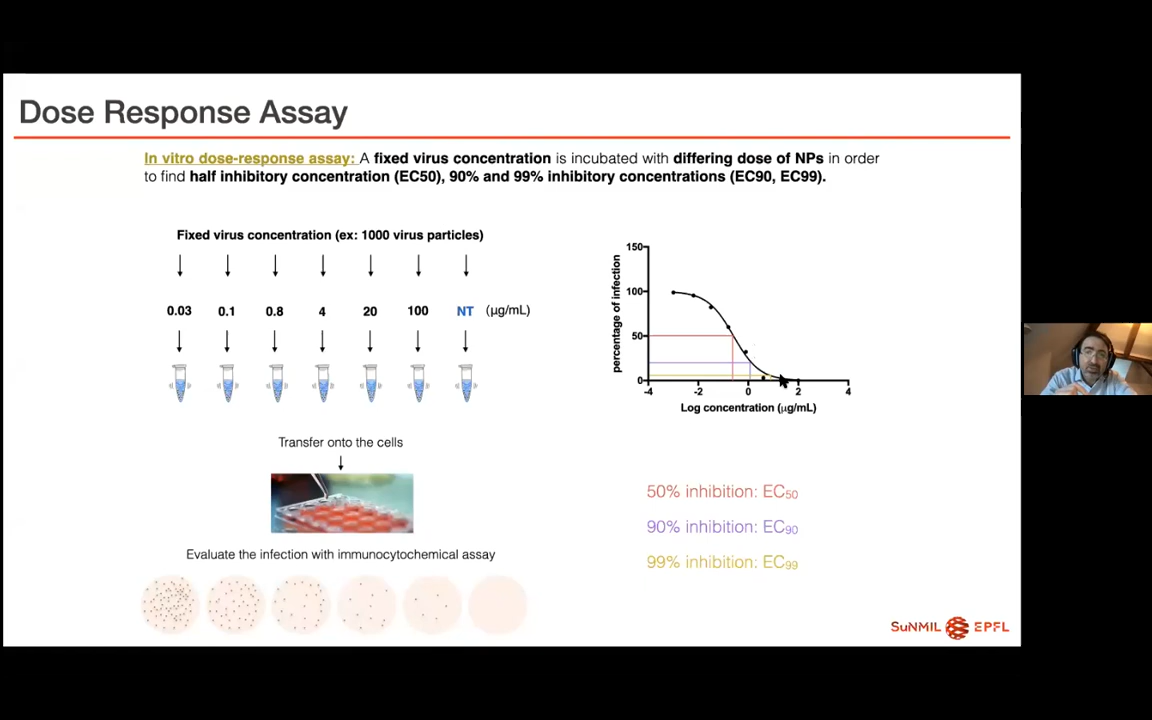 Dose Response Assay
In vitro dose-response assay: A fixed virus concentration is incubated with differing dose of NPs in order
to find half inhibitory concentration (EC50), 90% and 99% inhibitory concentrations (EC90, EC99).
Fixed virus concentration (ex: 1000 virus particles)
0.03 0.1 0.8 4 20 100 NT (µg/mL)
Transfer onto the cells
Evaluate the infection with immunocytochemical assay
percentage of infection
150
100
50
0
-4 -2 0 2 4
Log concentration (µg/mL)
50% inhibition: EC50
90% inhibition: EC90
99% inhibition: EC99
SuNMIL EPFL